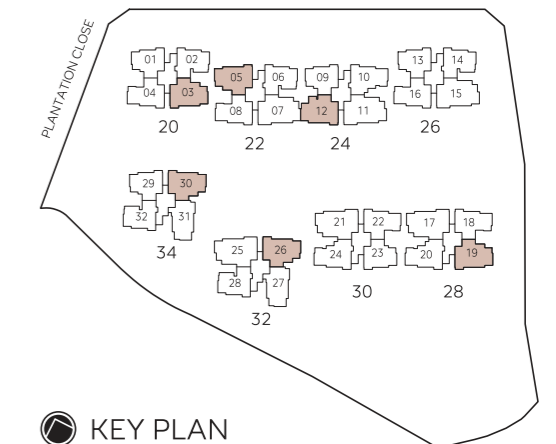 PLANTATION CLOSE
01 02 05 06 09 10 13 14
04 03 08 07 12 11 16 15
20 22 24 26
29 30 21 22 17 18
32 31 25 26 24 23 20 19
34 28 27 30 28
32
KEY PLAN